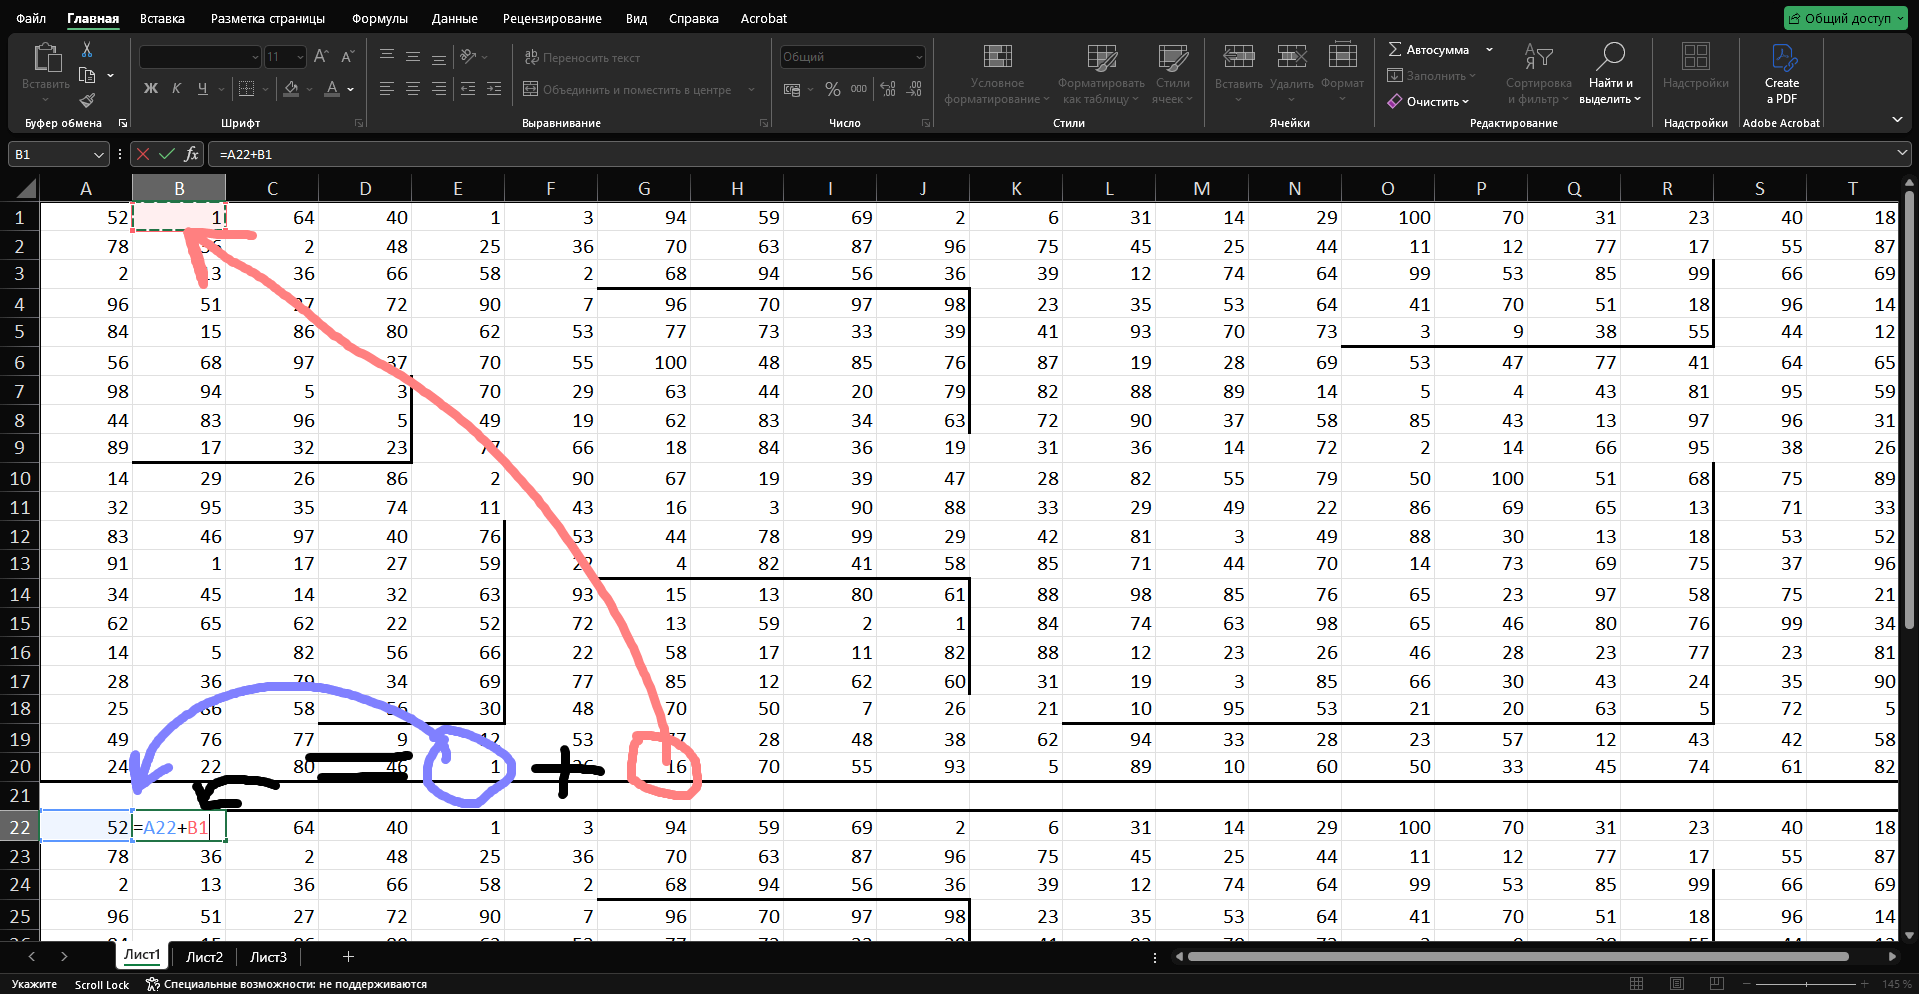 Файл Главная Вставка Разметка страницы Формулы Данные Рецензирование Вид Справка Acrobat Общий доступ
Вставить
Буфер обмена
11
Ж К Ч
Шрифт
Переносить текст
Объединить и поместить в центре
Выравнивание
Общий
% 000
Число
Условное форматирование
Форматировать как таблицу
Стили ячеек
Стили
Вставить Удалить Формат
Ячейки
Автосумма
Заполнить
Очистить
Сортировка и фильтр
Найти и выделить
Редактирование
Надстройки
Надстройки
Create a PDF
Adobe Acrobat
B1 fx =A22+B1
A B C D E F G H I J K L M N O P Q R S T
1 52 1 64 40 1 3 94 59 69 2 6 31 14 29 100 70 31 23 40 18
2 78 36 2 48 25 36 70 63 87 96 75 45 25 44 11 12 77 17 55 87
3 2 13 36 66 58 2 68 94 56 36 39 12 74 64 99 53 85 99 66 69
4 96 51 27 72 90 7 96 70 97 98 23 35 53 64 41 70 51 18 96 14
5 84 15 86 80 62 53 77 73 33 39 41 93 70 73 3 9 38 55 44 12
6 56 68 97 37 70 55 100 48 85 76 87 19 28 69 53 47 77 41 64 65
7 98 94 5 3 70 29 63 44 20 79 82 88 89 14 5 4 43 81 95 59
8 44 83 96 5 49 19 62 83 34 63 72 90 37 58 85 43 13 97 96 31
9 89 17 32 23 77 66 18 84 36 19 31 36 14 72 2 14 66 95 38 26
10 14 29 26 86 2 90 67 19 39 47 28 82 55 79 50 100 51 68 75 89
11 32 95 35 74 11 43 16 3 90 88 33 29 49 22 86 69 65 13 71 33
12 83 46 97 40 76 53 44 78 99 29 42 81 3 49 88 30 13 18 53 52
13 91 1 17 27 59 22 4 82 41 58 85 71 44 70 14 73 69 75 37 96
14 34 45 14 32 63 93 15 13 80 61 88 98 85 76 65 23 97 58 75 21
15 62 65 62 22 52 72 13 59 2 1 84 74 63 98 65 46 80 76 99 34
16 14 5 82 56 66 22 58 17 11 82 88 12 23 26 46 28 23 77 23 81
17 28 36 79 34 69 77 85 12 62 60 31 19 3 85 66 30 43 24 35 90
18 25 86 58 56 30 48 70 50 7 26 21 10 95 53 21 20 63 5 72 5
19 49 76 77 9 12 53 77 28 48 38 62 94 33 28 23 57 12 43 42 58
20 24 22 80 46 1 16 70 55 93 5 89 10 60 50 33 45 74 61 82
= +
21
22 52 =A22+B1 64 40 1 3 94 59 69 2 6 31 14 29 100 70 31 23 40 18
23 78 36 2 48 25 36 70 63 87 96 75 45 25 44 11 12 77 17 55 87
24 2 13 36 66 58 2 68 94 56 36 39 12 74 64 99 53 85 99 66 69
25 96 51 27 72 90 7 96 70 97 98 23 35 53 64 41 70 51 18 96 14
Лист1 Лист2 Лист3
Укажите Scroll Lock Специальные возможности: не поддерживаются 145 %